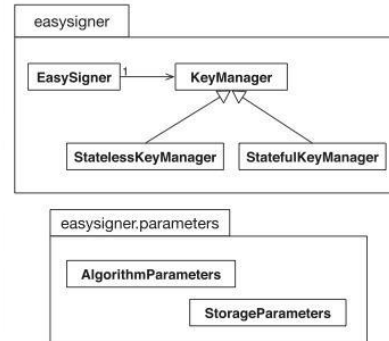 easysigner
EasySigner 1 KeyManager
StatelessKeyManager StatefulKeyManager
easysigner.parameters
AlgorithmParameters
StorageParameters